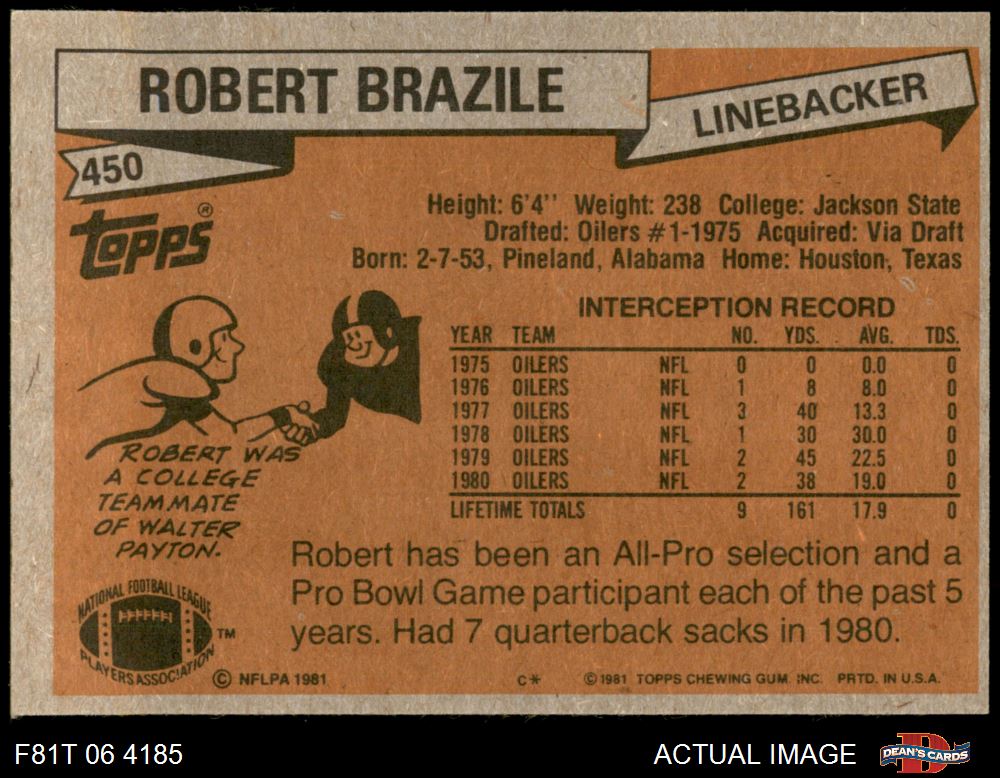 ROBERT BRAZILE
LINEBACKER
450
TOPPS®
Height: 6'4'' Weight: 238 College: Jackson State
Drafted: Oilers #1-1975 Acquired: Via Draft
Born: 2-7-53, Pineland, Alabama Home: Houston, Texas
INTERCEPTION RECORD
YEAR TEAM NO. YDS. AVG. TDS.
1975 OILERS NFL 0 0 0.0 0
1976 OILERS NFL 1 8 8.0 0
1977 OILERS NFL 3 40 13.3 0
1978 OILERS NFL 1 30 30.0 0
1979 OILERS NFL 2 45 22.5 0
1980 OILERS NFL 2 38 19.0 0
LIFETIME TOTALS 9 161 17.9 0
ROBERT WAS
A COLLEGE
TEAMMATE
OF WALTER
PAYTON.
Robert has been an All-Pro selection and a
Pro Bowl Game participant each of the past 5
years. Had 7 quarterback sacks in 1980.
NATIONAL FOOTBALL LEAGUE
PLAYERS ASSOCIATION
TM
© NFLPA 1981
C*
© 1981 TOPPS CHEWING GUM. INC. PRTD. IN U.S.A.
F81T 06 4185
ACTUAL IMAGE
D
DEAN'S CARDS